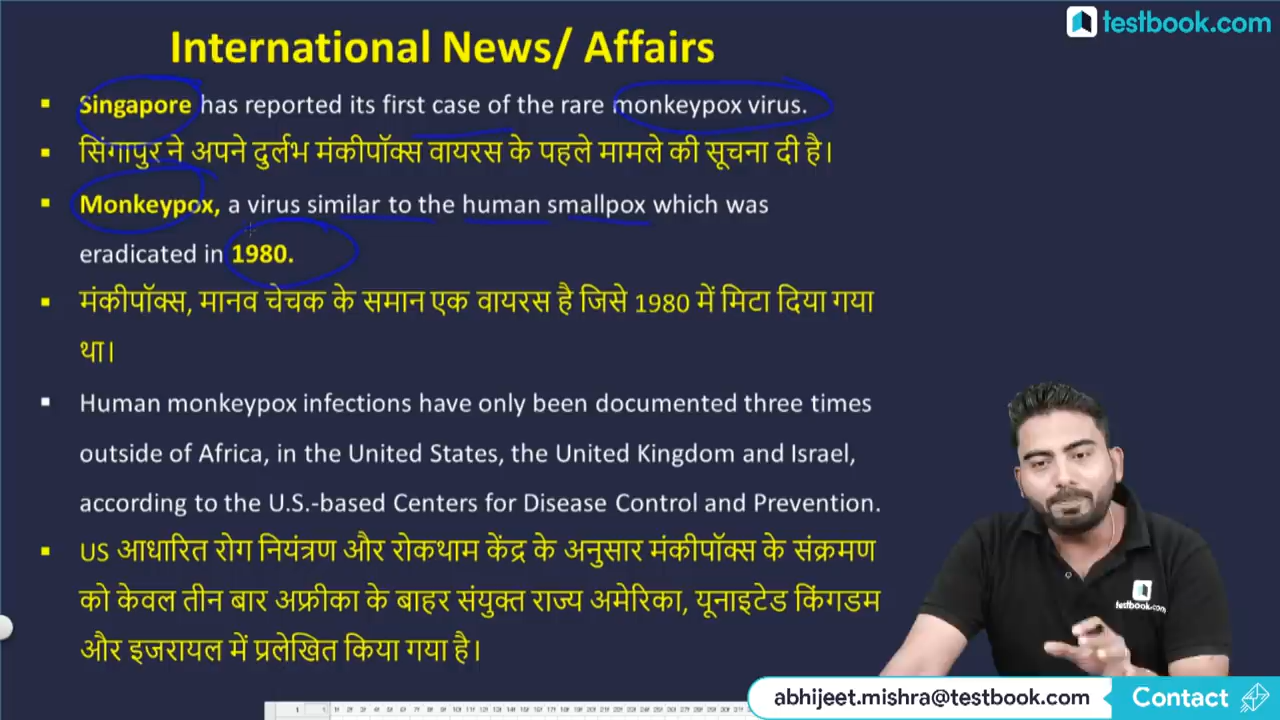 testbook.com
International News/ Affairs
Singapore has reported its first case of the rare monkeypox virus.
सिंगापुर ने अपने दुर्लभ मंकीपॉक्स वायरस के पहले मामले की सूचना दी है।
Monkeypox, a virus similar to the human smallpox which was
eradicated in 1980.
मंकीपॉक्स, मानव चेचक के समान एक वायरस है जिसे 1980 में मिटा दिया गया
था।
Human monkeypox infections have only been documented three times
outside of Africa, in the United States, the United Kingdom and Israel,
according to the U.S.-based Centers for Disease Control and Prevention.
US आधारित रोग नियंत्रण और रोकथाम केंद्र के अनुसार मंकीपॉक्स के संक्रमण
को केवल तीन बार अफ्रीका के बाहर संयुक्त राज्य अमेरिका, यूनाइटेड किंगडम
और इजरायल में प्रलेखित किया गया है।
testbook.com
abhijeet.mishra@testbook.com Contact